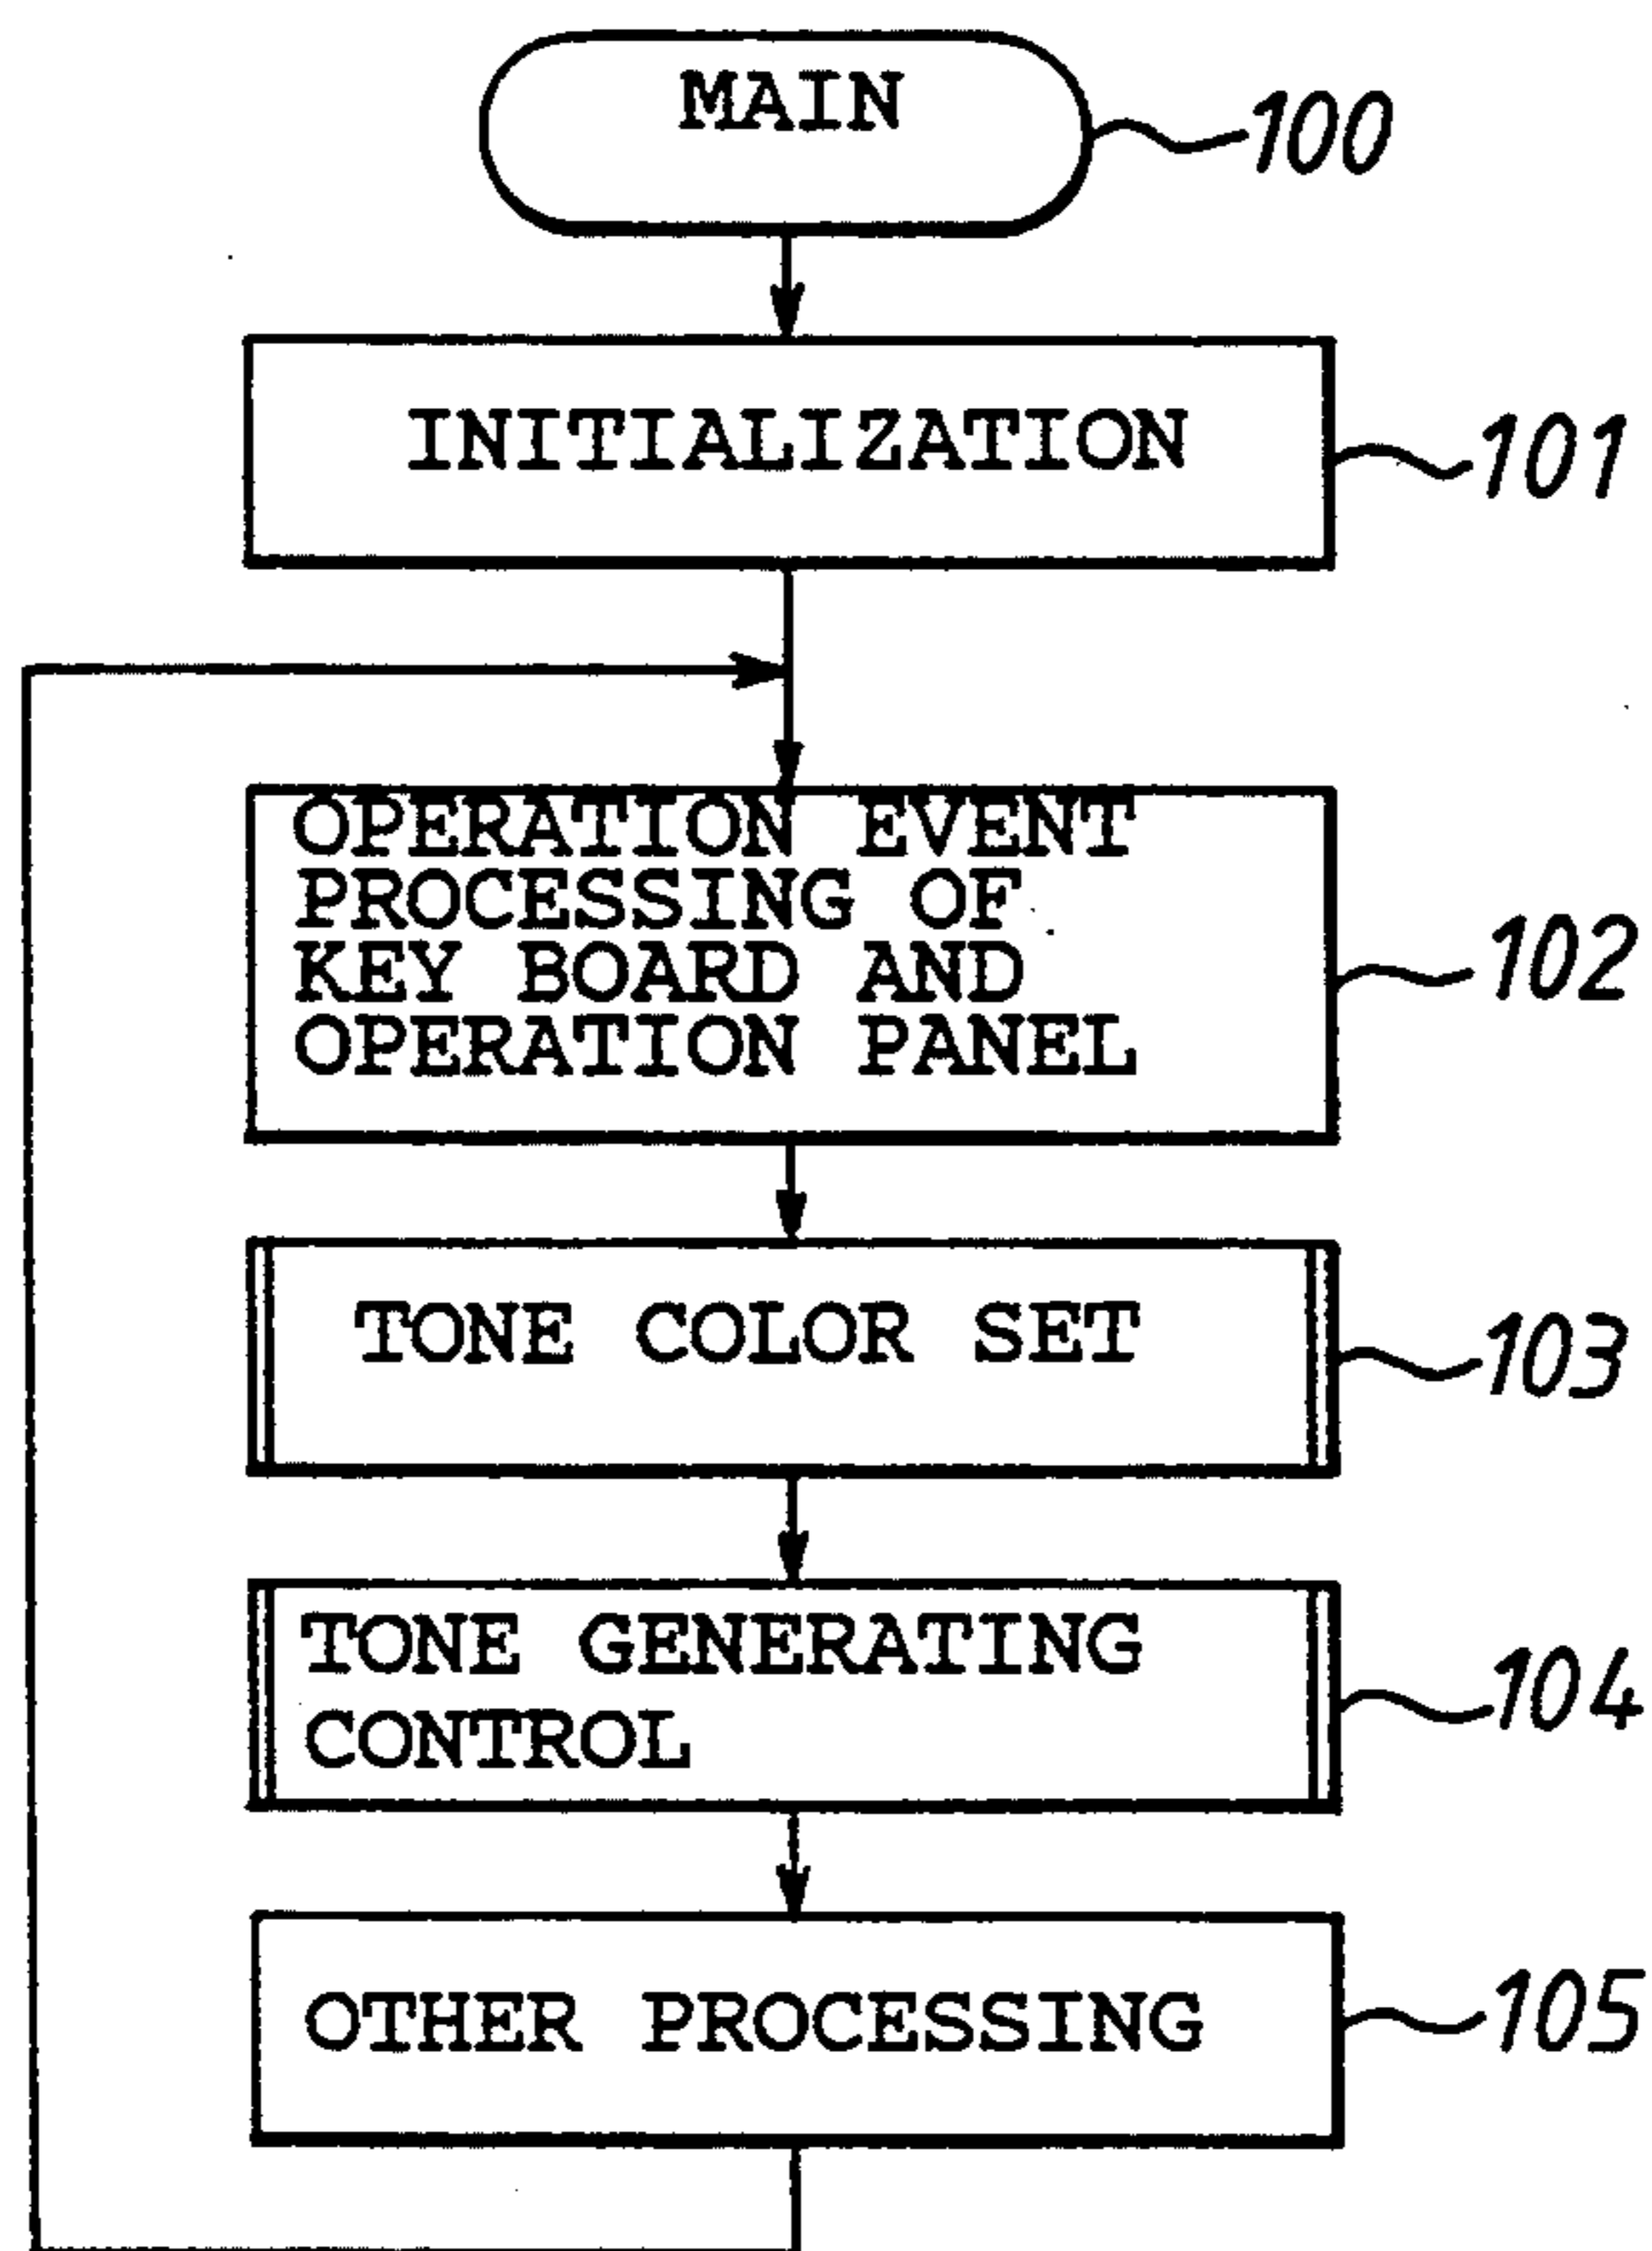 MAIN
100
INITIALIZATION
101
OPERATION EVENT
PROCESSING OF
KEY BOARD AND
OPERATION PANEL
102
TONE COLOR SET
103
TONE GENERATING
CONTROL
104
OTHER PROCESSING
105